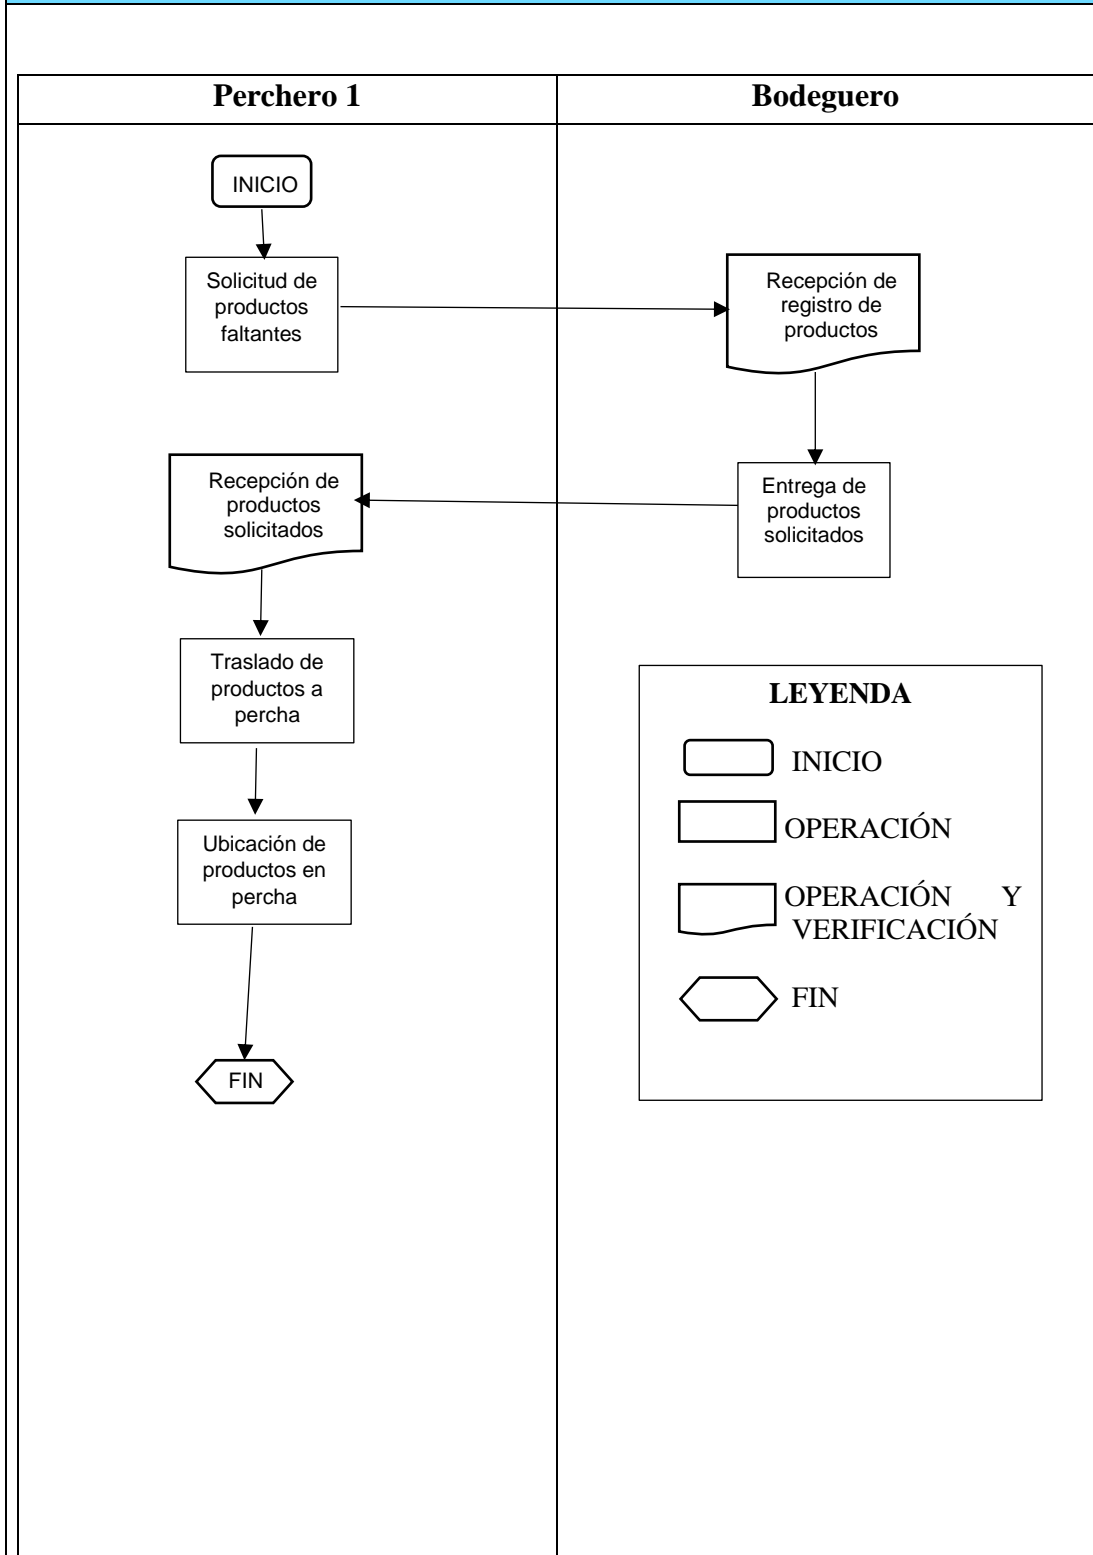 Perchero 1
Bodeguero
INICIO
Solicitud de
productos
faltantes
Recepción de
registro de
productos
Recepción de
productos
solicitados
Entrega de
productos
solicitados
Traslado de
productos a
percha
Ubicación de
productos en
percha
FIN
LEYENDA
INICIO
OPERACIÓN
OPERACIÓN Y
VERIFICACIÓN
FIN